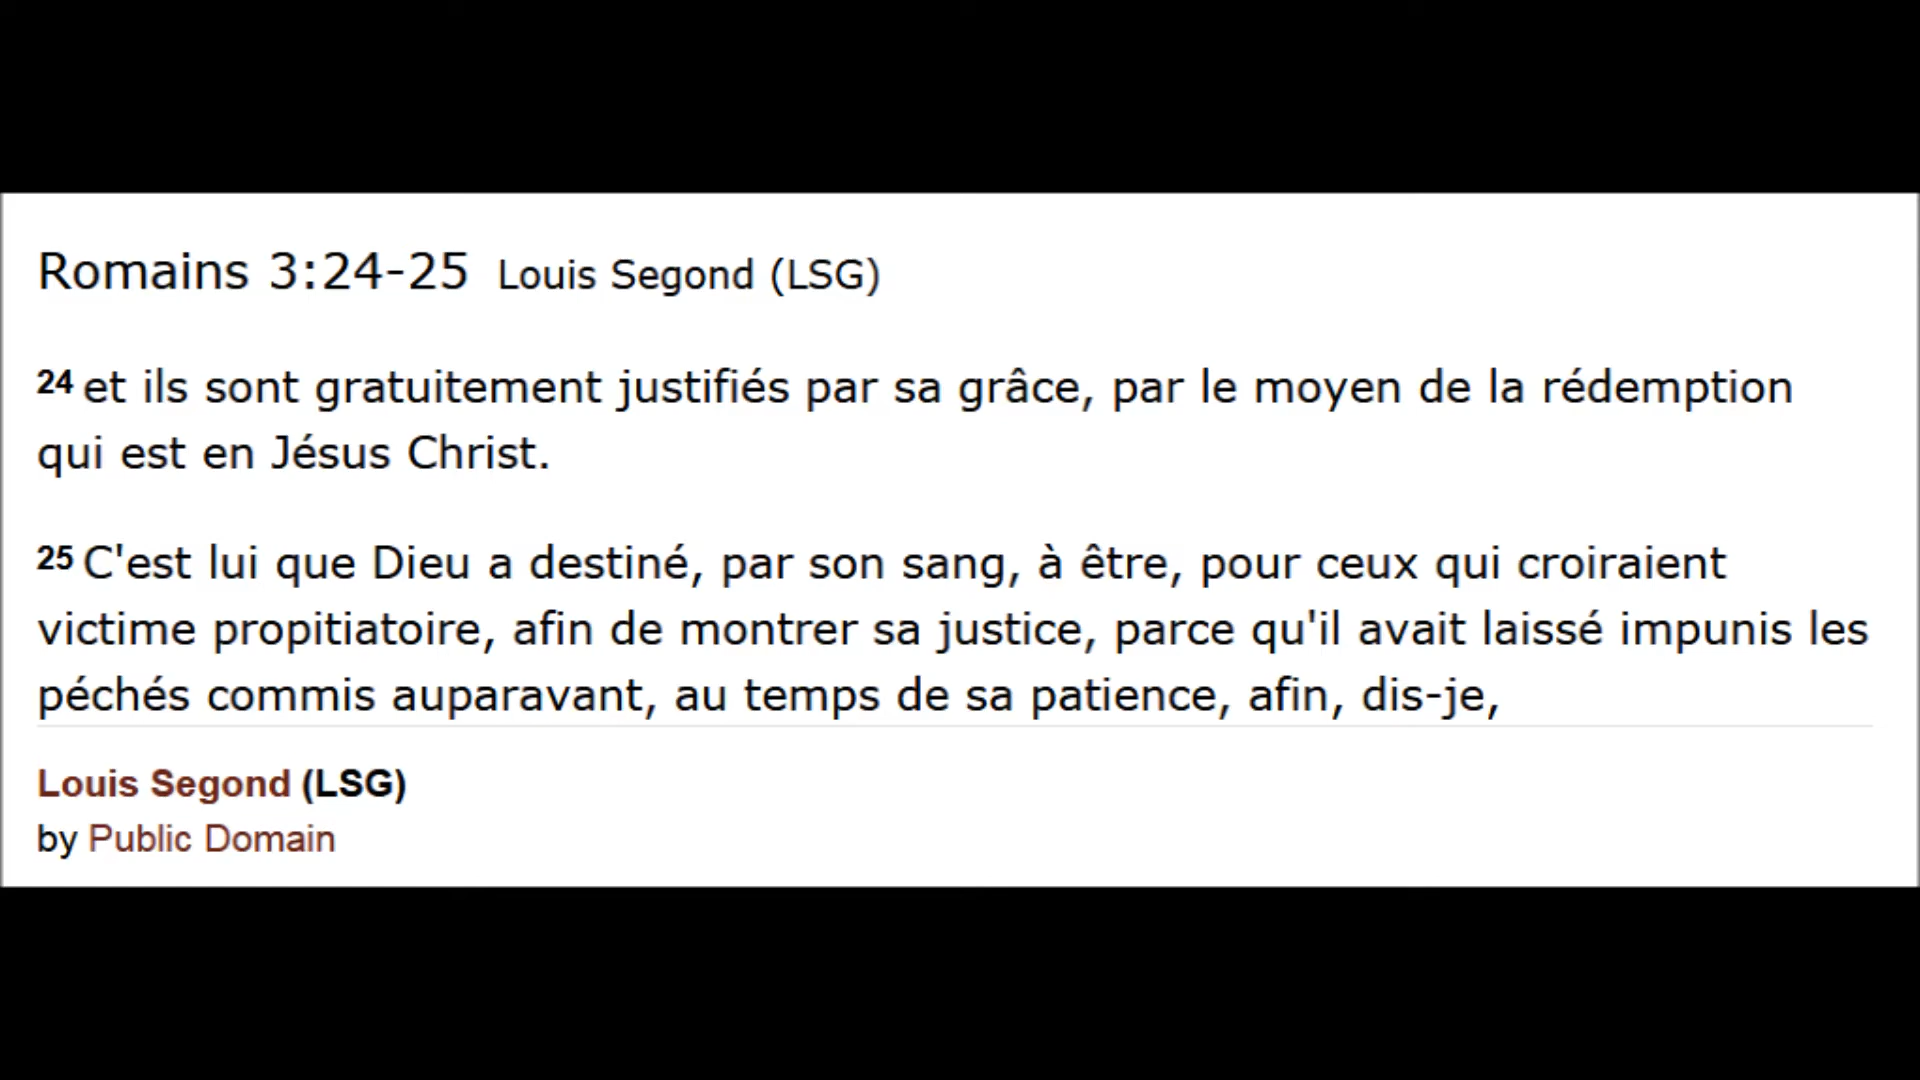 Romains 3:24-25 Louis Segond (LSG)
24 et ils sont gratuitement justifiés par sa grâce, par le moyen de la rédemption
qui est en Jésus Christ.
25 C'est lui que Dieu a destiné, par son sang, à être, pour ceux qui croiraient
victime propitiatoire, afin de montrer sa justice, parce qu'il avait laissé impunis les
péchés commis auparavant, au temps de sa patience, afin, dis-je,
Louis Segond (LSG)
by Public Domain